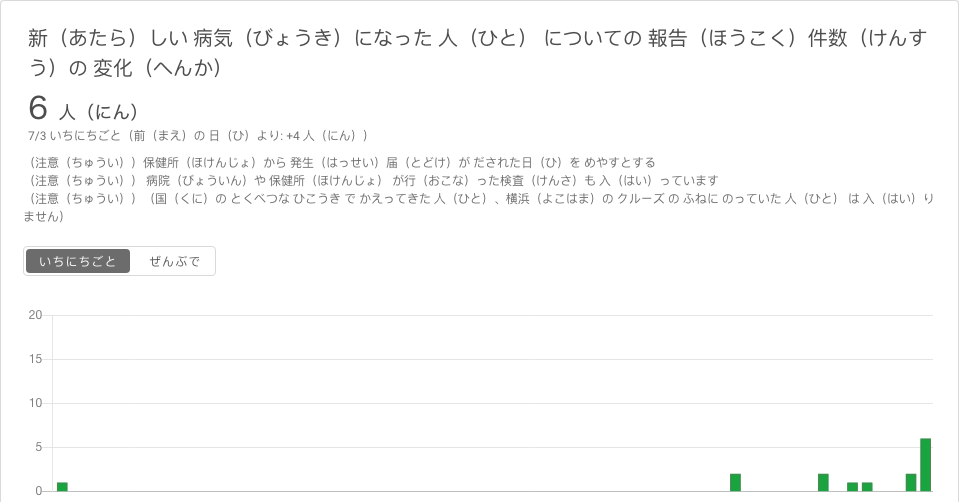 新（あたら）しい 病気（びょうき）になった 人（ひと） についての 報告（ほうこく）件数（けんす
う）の 変化（へんか）
6 人（にん）
7/3 いちにちごと（前（まえ）の 日（ひ）より: +4 人（にん））
（注意（ちゅうい））保健所（ほけんじょ）から 発生（はっせい）届（とどけ）が だされた日（ひ）を めやすとする
（注意（ちゅうい）） 病院（びょういん）や 保健所（ほけんじょ） が行（おこな）った検査（けんさ）も 入（はい）っています
（注意（ちゅうい））（国（くに）の とくべつな ひこうき で かえってきた 人（ひと）、横浜（よこはま）の クルーズ の ふねに のっていた 人（ひと） は 入（はい）り
ません）
いちにちごと ぜんぶで
20
15
10
5
0